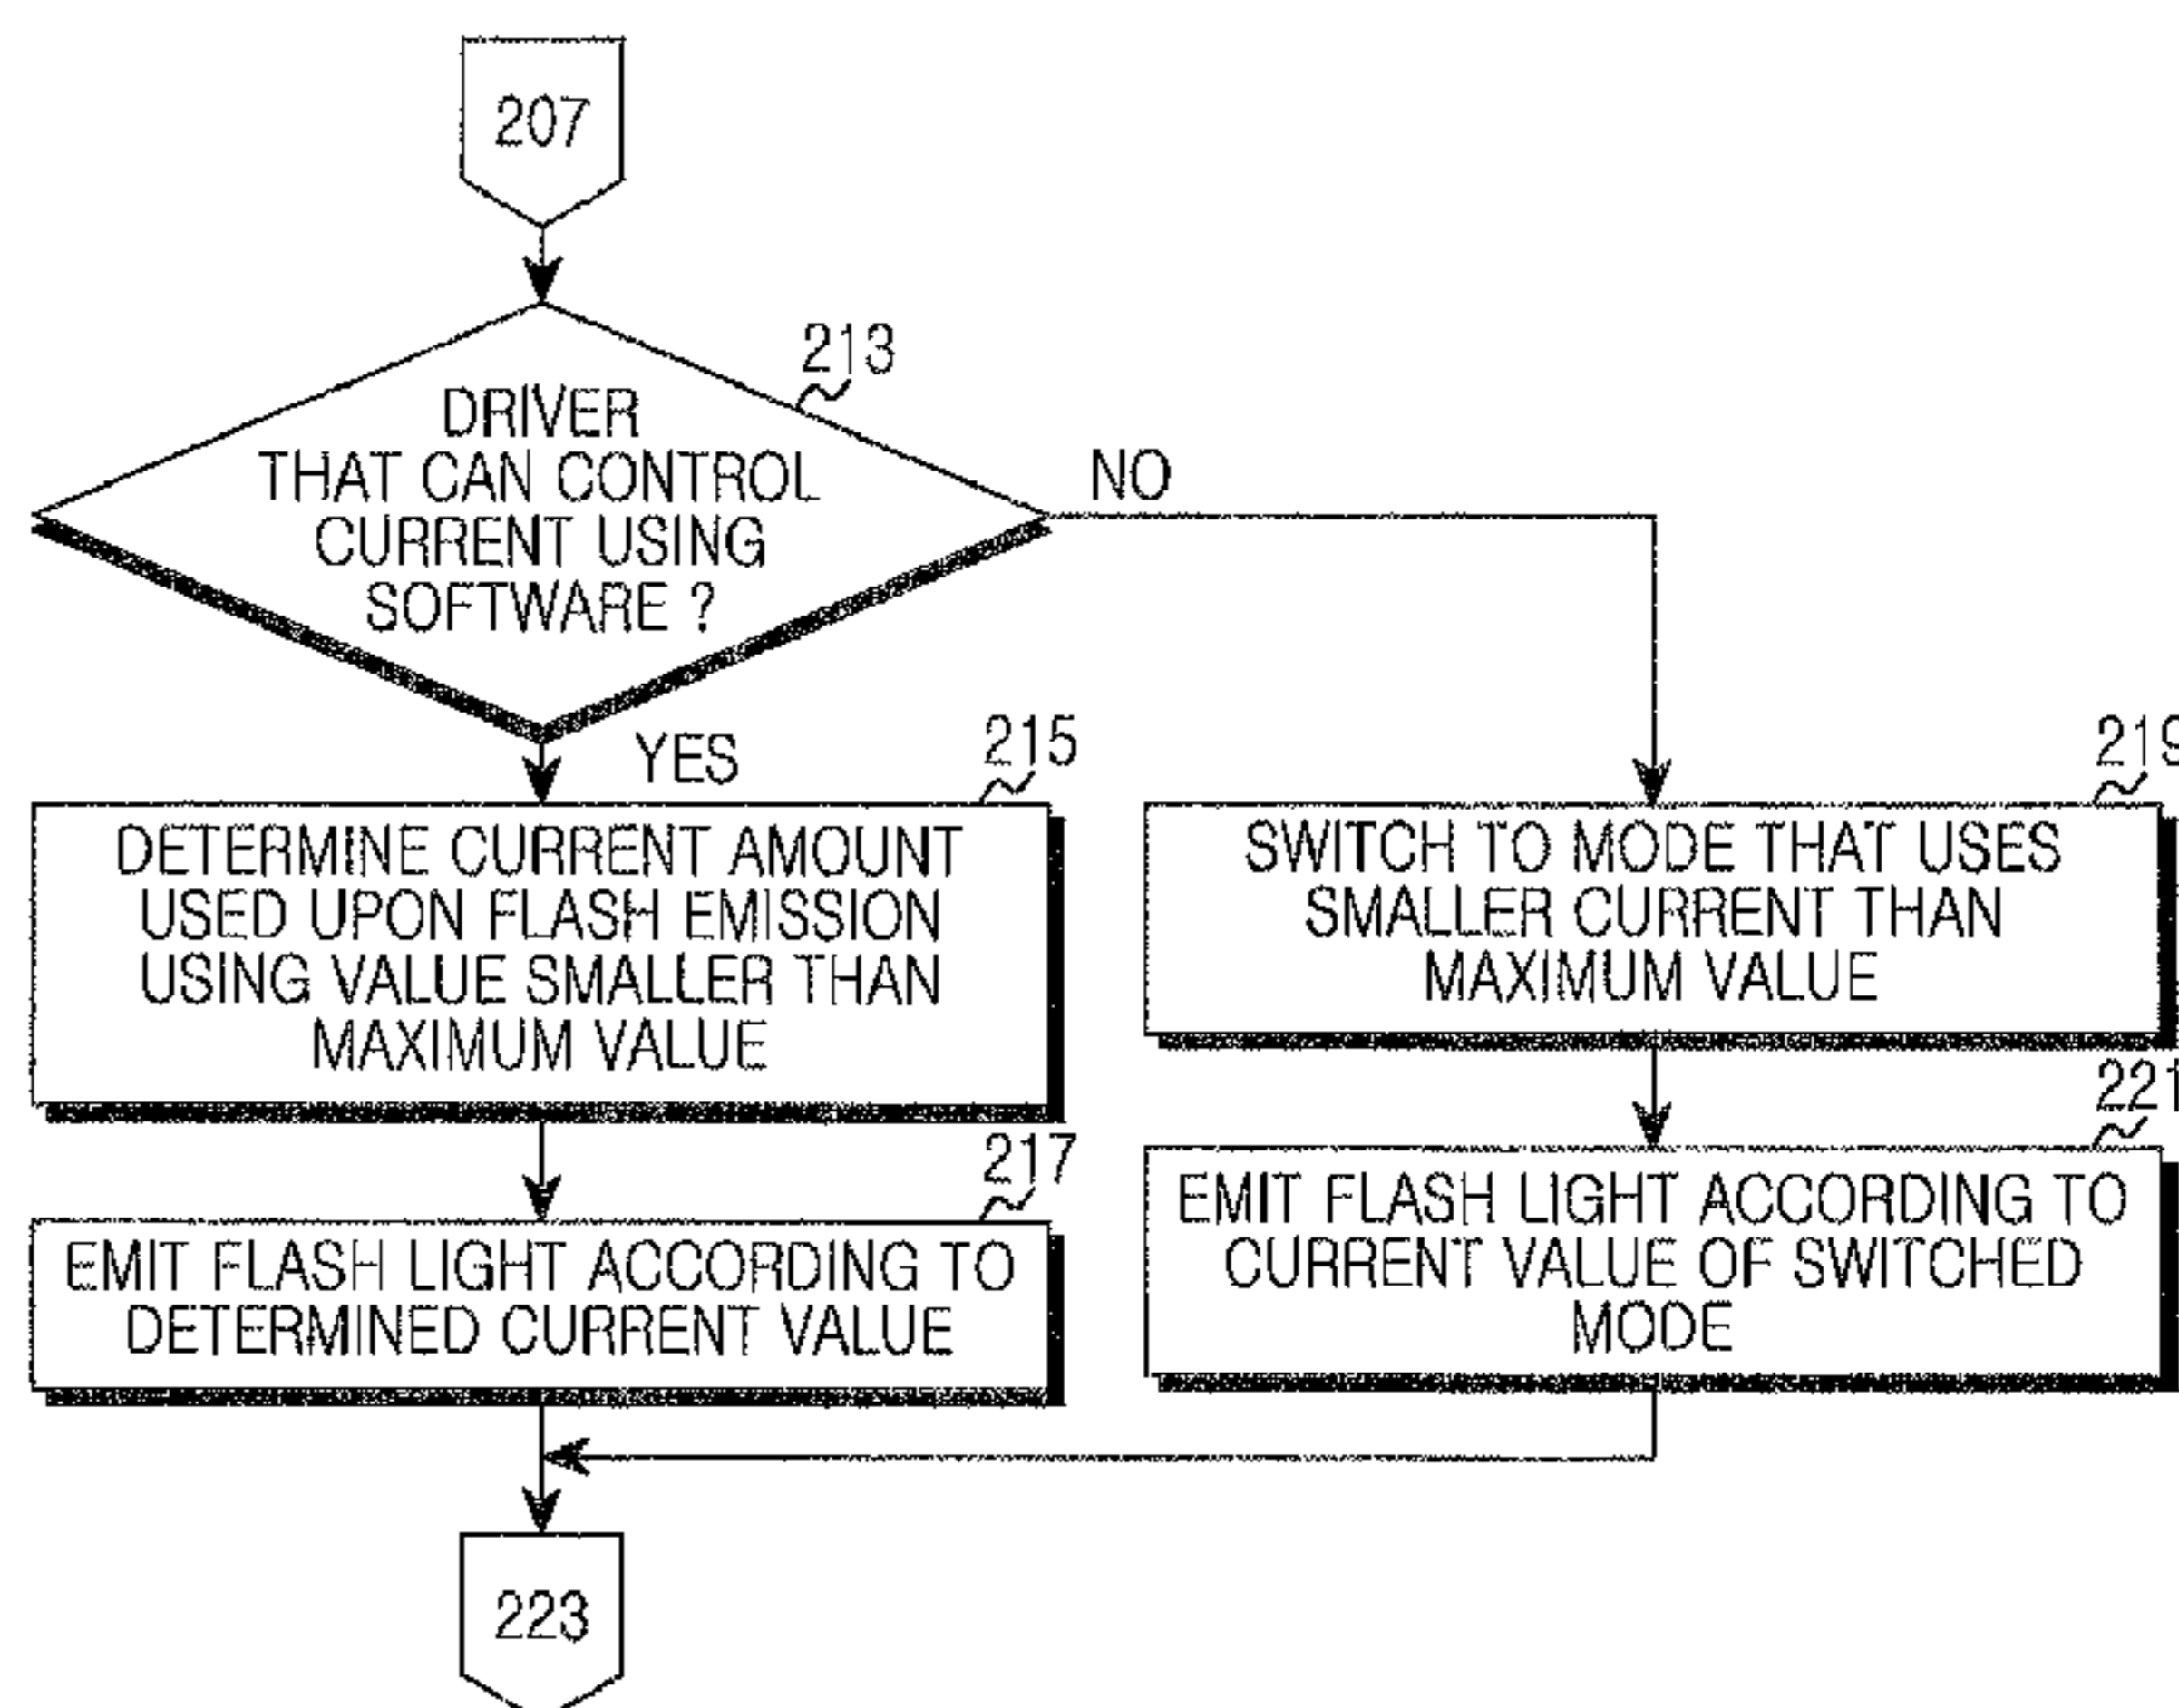 207
213
DRIVER
THAT CAN CONTROL
CURRENT USING
SOFTWARE ?
NO
YES
215
DETERMINE CURRENT AMOUNT
USED UPON FLASH EMISSION
USING VALUE SMALLER THAN
MAXIMUM VALUE
219
SWITCH TO MODE THAT USES
SMALLER CURRENT THAN
MAXIMUM VALUE
217
EMIT FLASH LIGHT ACCORDING TO
DETERMINED CURRENT VALUE
221
EMIT FLASH LIGHT ACCORDING TO
CURRENT VALUE OF SWITCHED
MODE
223